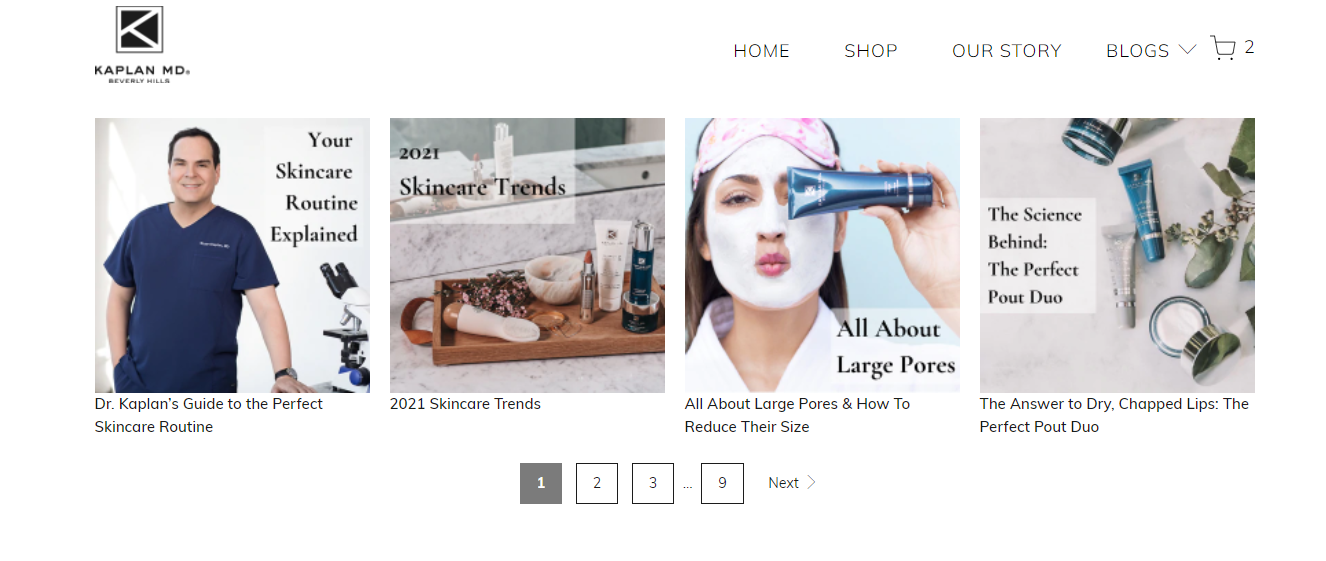 KAPLAN MD®
BEVERLY HILLS
HOME
SHOP
OUR STORY
BLOGS
2
Your
Skincare
Routine
Explained
2021
Skincare Trends
KAPLAN MD
All About
Large Pores
The Science
Behind:
The Perfect
Pout Duo
Dr. Kaplan’s Guide to the Perfect
Skincare Routine
2021 Skincare Trends
All About Large Pores & How To
Reduce Their Size
The Answer to Dry, Chapped Lips: The
Perfect Pout Duo
1
2
3
...
9
Next